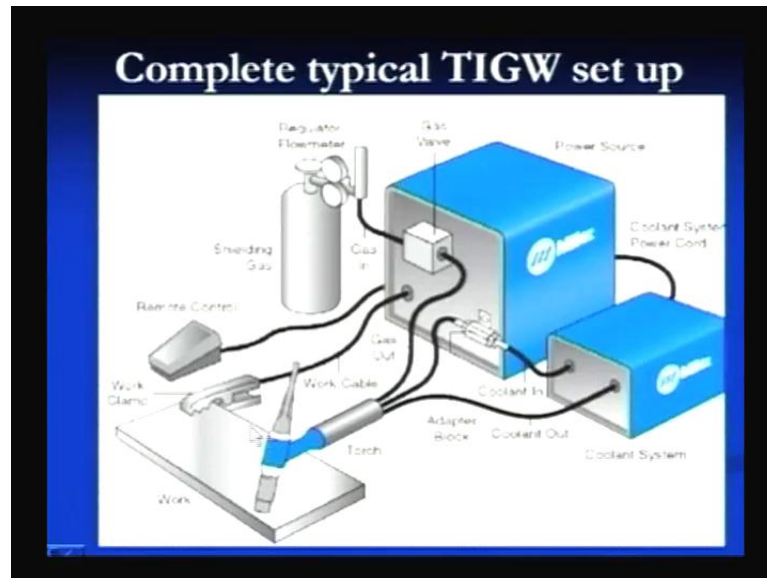 Complete typical TIGW set up
Regulator
Flowmeter
Gas
Valve
Power Source
Shielding
Gas
Gas
In
Coolant System
Power Cord
Remote Control
Miller
Gas
Out
Work
Clamp
Work Cable
Coolant In
Adapter
Block
Coolant Out
Torch
Coolant System
Work